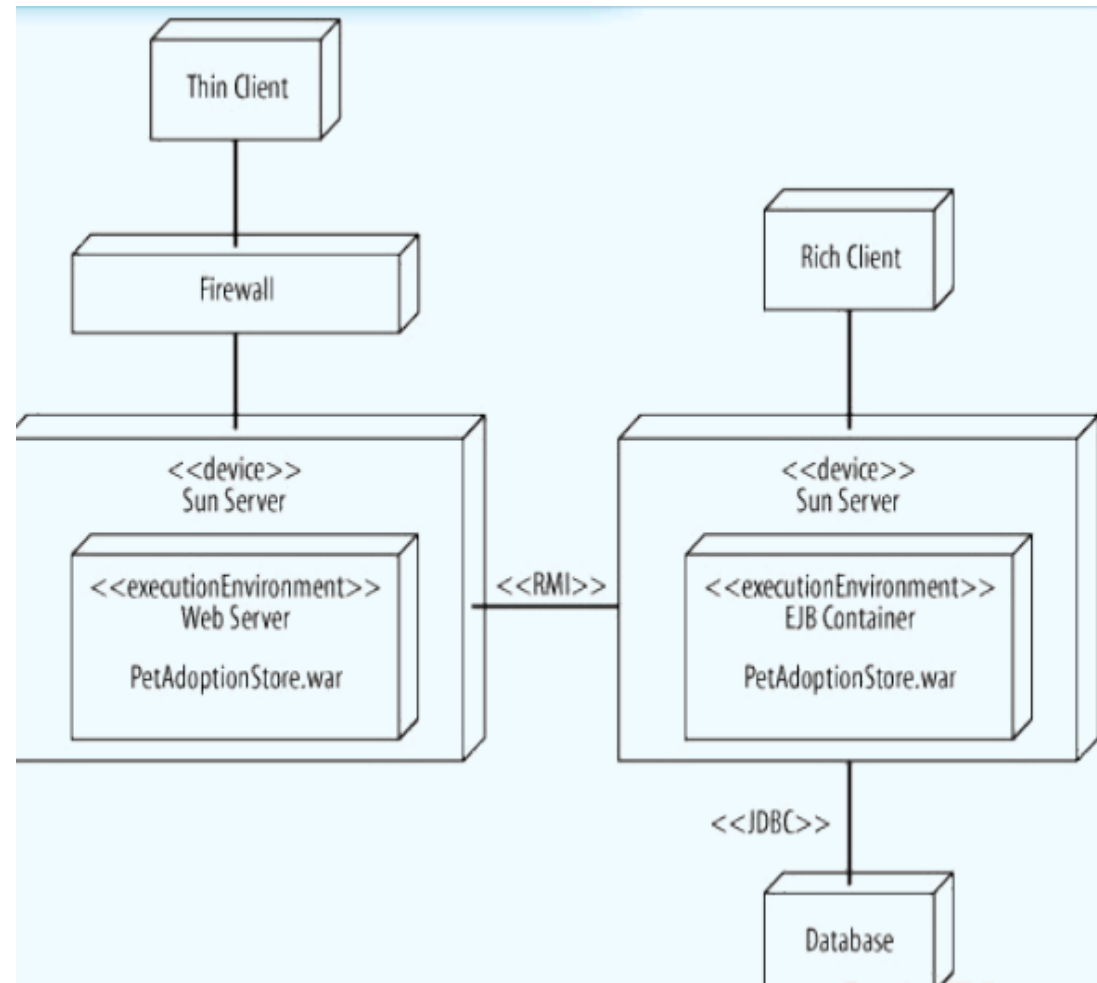 Thin Client
Firewall
Rich Client
<<device>>
Sun Server
<<executionEnvironment>>
Web Server
PetAdoptionStore.war
<<RMI>>
<<device>>
Sun Server
<<executionEnvironment>>
EJB Container
PetAdoptionStore.war
<<JDBC>>
Database